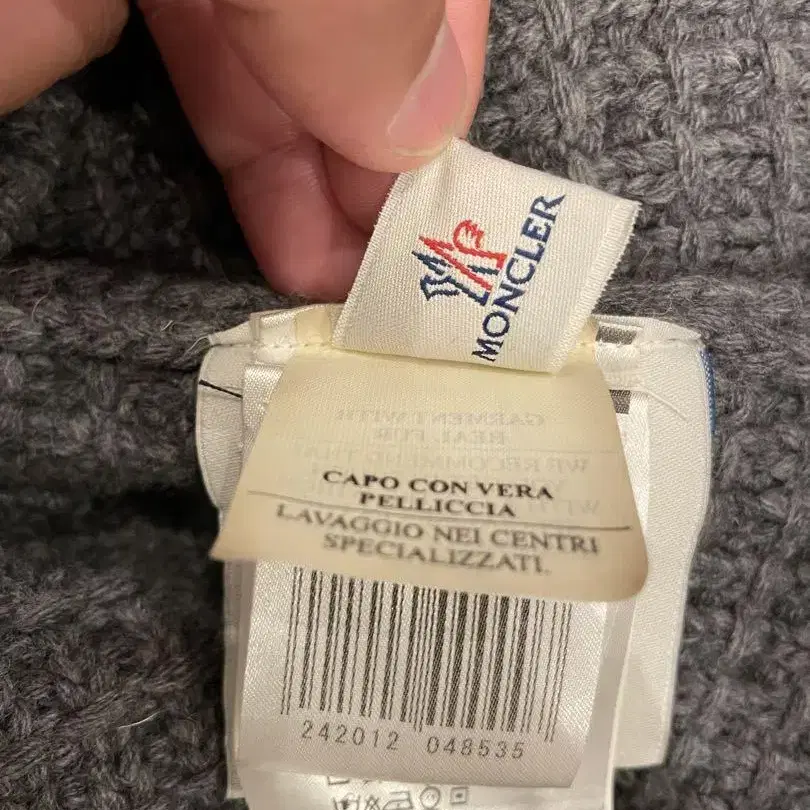 MONCLER
CAPO CON VERA
PELLICCIA
LAVAGGIO NEI CENTRI
SPECIALIZZATI.
242012 048535